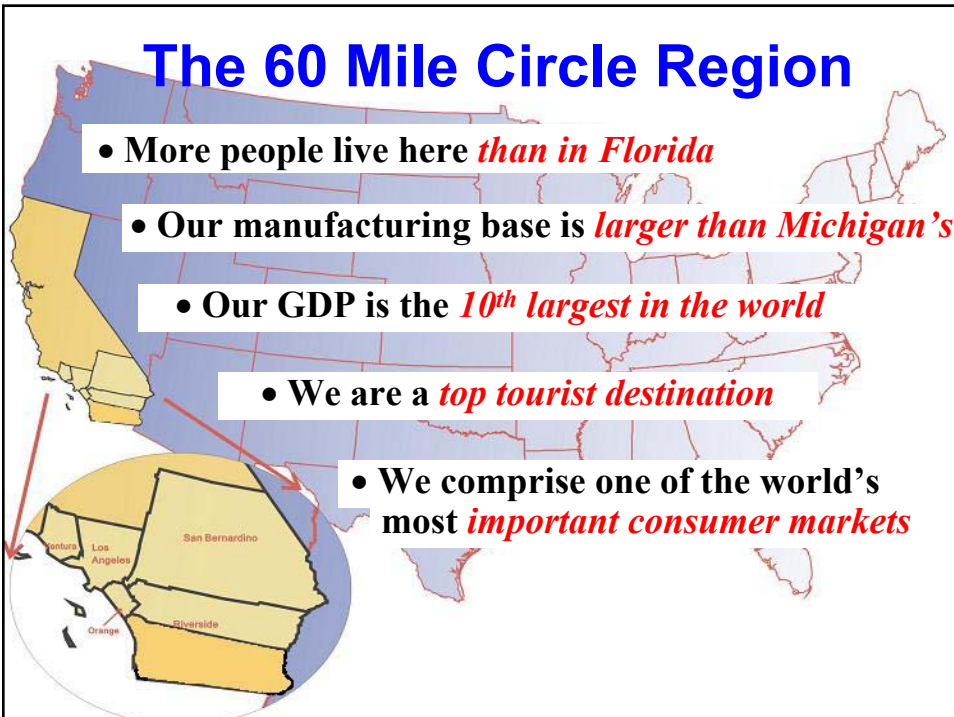 The 60 Mile Circle Region
• More people live here than in Florida
• Our manufacturing base is larger than Michigan’s
• Our GDP is the 10th largest in the world
• We are a top tourist destination
• We comprise one of the world’s
most important consumer markets
Ventura
Los
Angeles
San Bernardino
Orange
Riverside